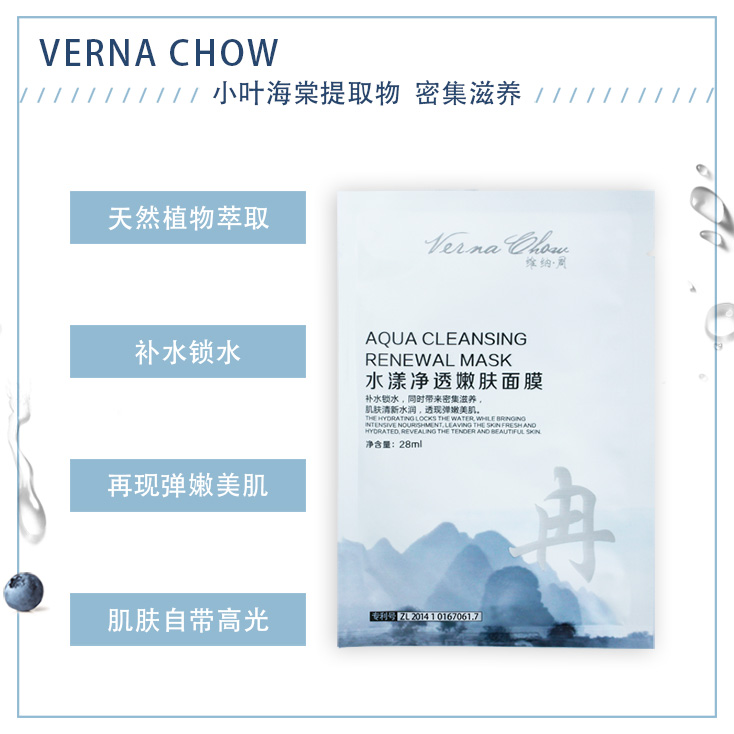 VERNA CHOW
小叶海棠提取物 密集滋养
天然植物萃取
补水锁水
再现弹嫩美肌
肌肤自带高光
Verna Chow
维纳·周
AQUA CLEANSING
RENEWAL MASK
水漾净透嫩肤面膜
补水锁水，同时带来密集滋养，
肌肤清新水润，透现弹嫩美肌。
THE HYDRATING LOCKS THE WATER, WHILE BRINGING
INTENSIVE NOURISHMENT, LEAVING THE SKIN FRESH AND
HYDRATED, REVEALING THE TENDER AND BEAUTIFUL SKIN.
净含量：28ml
冉
专利号 ZL 2014 1 0167061.7